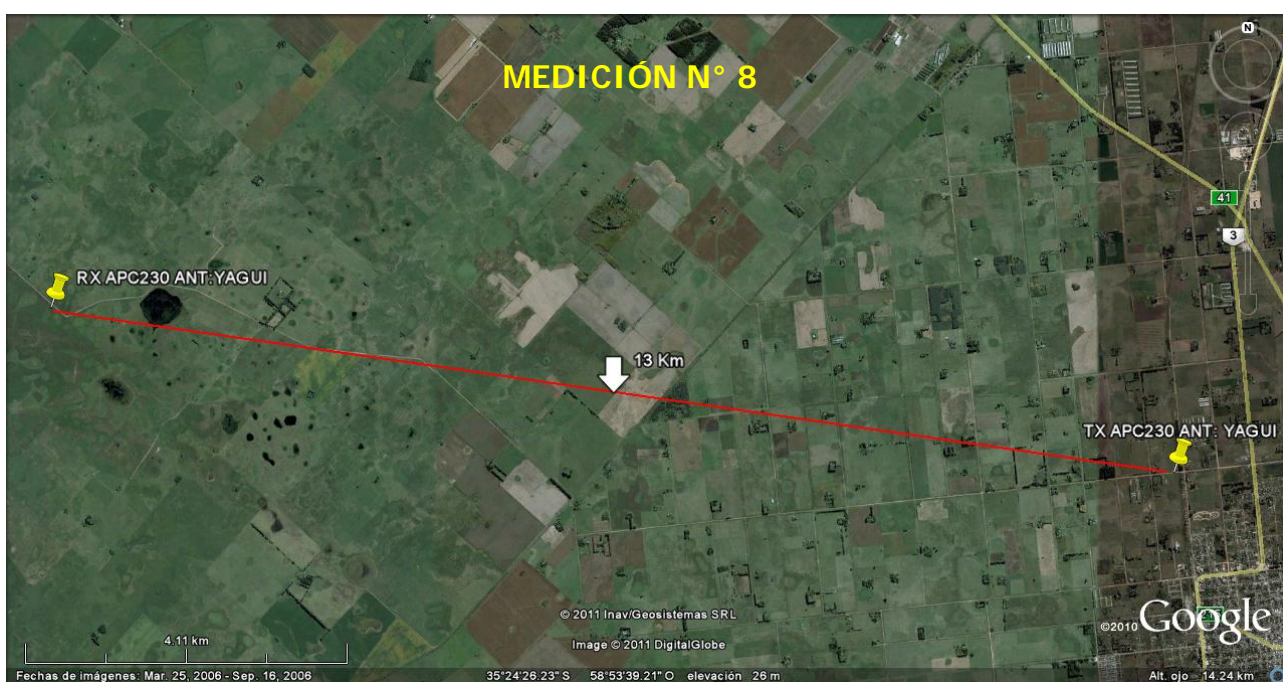 MEDICIÓN N° 8
N
41
3
RX APC230 ANT:YAGUI
13 Km
TX APC230 ANT: YAGUI
© 2011 Inav/Geosistemas SRL
Image © 2011 DigitalGlobe
©2010 Google
4.11 km
Fechas de imágenes: Mar. 25, 2006 - Sep. 16, 2006
35°24'26.23" S 58°53'39.21" O elevación 26 m
Alt. ojo 14.24 km